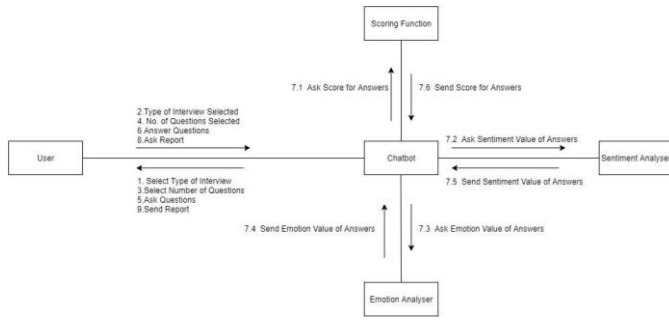 Scoring Function
7.1 Ask Score for Answers
7.6 Send Score for Answers
2.Type of Interview Selected
4. No. of Questions Selected
6.Answer Questions
8.Ask Report
7.2 Ask Sentiment Value of Answers
User
Chatbot
Sentiment Analyser
1. Select Type of Interview
3.Select Number of Questions
5.Ask Questions
9.Send Report
7.5 Send Sentiment Value of Answers
7.4 Send Emotion Value of Answers
7.3 Ask Emotion Value of Answers
Emotion Analyser